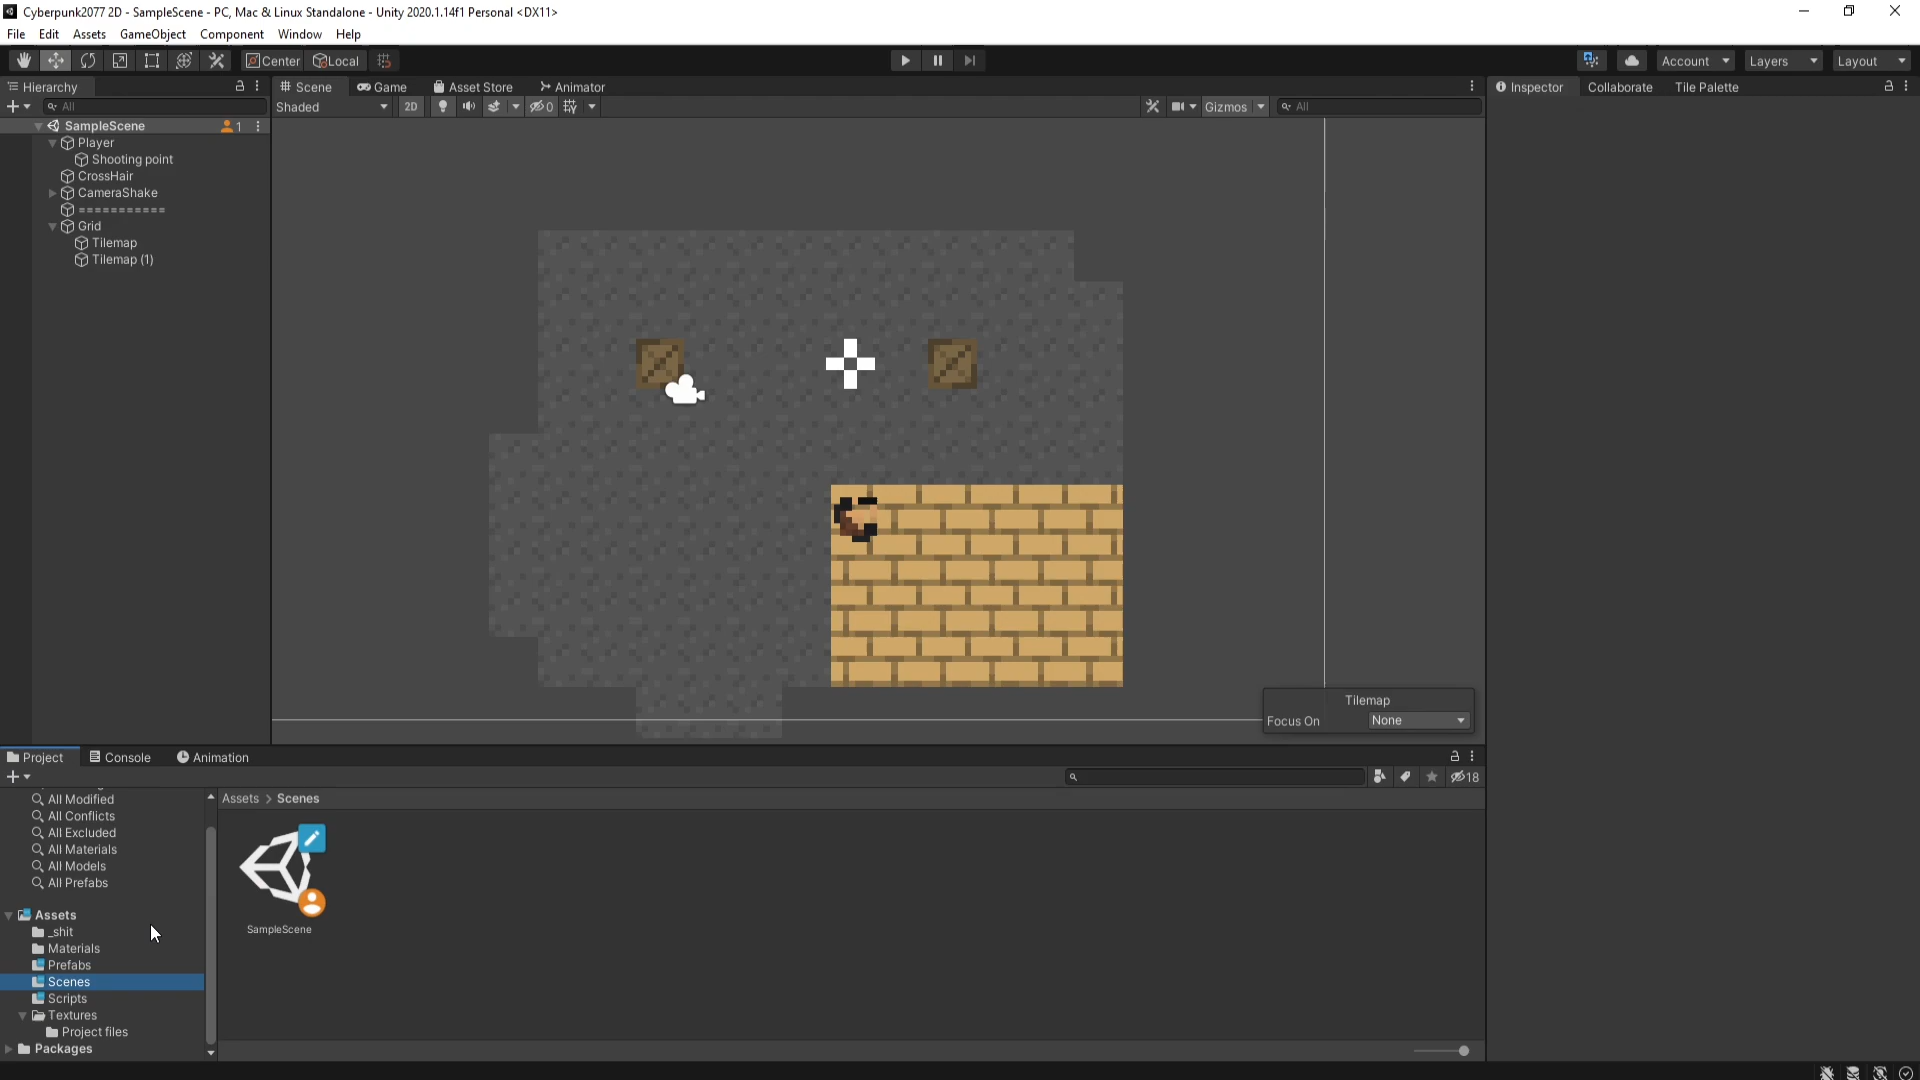 Cyberpunk2077 2D - SampleScene - PC, Mac & Linux Standalone - Unity 2020.1.14f1 Personal <DX11>
File Edit Assets GameObject Component Window Help
Center Local Account Layers Layout
Hierarchy
All
SampleScene 1
Player
Shooting point
CrossHair
CameraShake
===========
Grid
Tilemap
Tilemap (1)
Scene Game Asset Store Animator
Shaded 2D 0 Gizmos All
Inspector Collaborate Tile Palette
Tilemap
Focus On None
Project Console Animation
18
All Modified
All Conflicts
All Excluded
All Materials
All Models
All Prefabs
Assets
_shit
Materials
Prefabs
Scenes
Scripts
Textures
Project files
Packages
Assets > Scenes
SampleScene